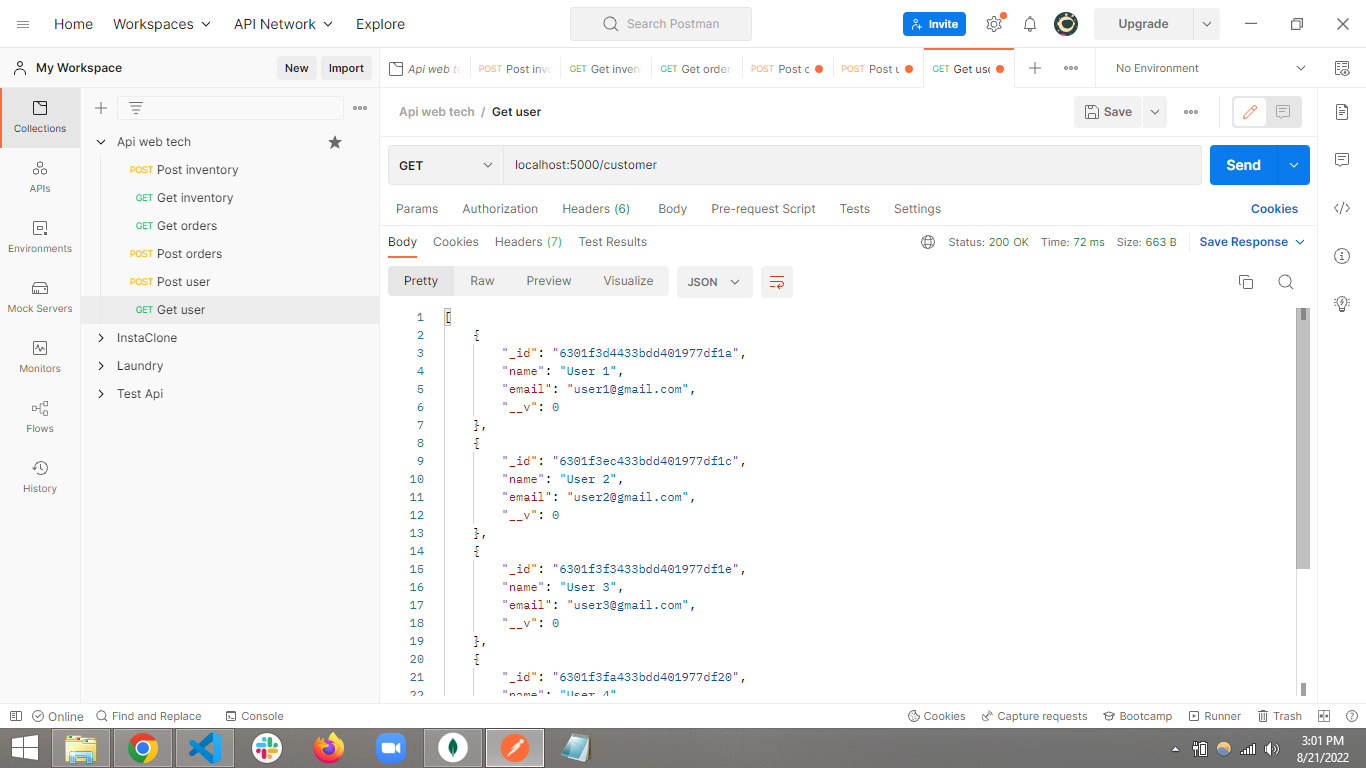 Home Workspaces API Network Explore Search Postman Invite Upgrade
My Workspace New Import
Api web te POST Post inv GET Get inven GET Get order POST Post c POST Post u GET Get use No Environment
Collections
APIs
Environments
Mock Servers
Monitors
Flows
History
Api web tech
POST Post inventory
GET Get inventory
GET Get orders
POST Post orders
POST Post user
GET Get user
InstaClone
Laundry
Test Api
Api web tech / Get user Save
GET localhost:5000/customer Send
Params Authorization Headers (6) Body Pre-request Script Tests Settings Cookies
Body Cookies Headers (7) Test Results Status: 200 OK Time: 72 ms Size: 663 B Save Response
Pretty Raw Preview Visualize JSON
1 [
2 {
3 "_id": "6301f3d4433bdd401977df1a",
4 "name": "User 1",
5 "email": "user1@gmail.com",
6 "__v": 0
7 },
8 {
9 "_id": "6301f3ec433bdd401977df1c",
10 "name": "User 2",
11 "email": "user2@gmail.com",
12 "__v": 0
13 },
14 {
15 "_id": "6301f3f3433bdd401977df1e",
16 "name": "User 3",
17 "email": "user3@gmail.com",
18 "__v": 0
19 },
20 {
21 "_id": "6301f3fa433bdd401977df20",
22 "name": "User 4"
Online Find and Replace Console Cookies Capture requests Bootcamp Runner Trash
3:01 PM
8/21/2022